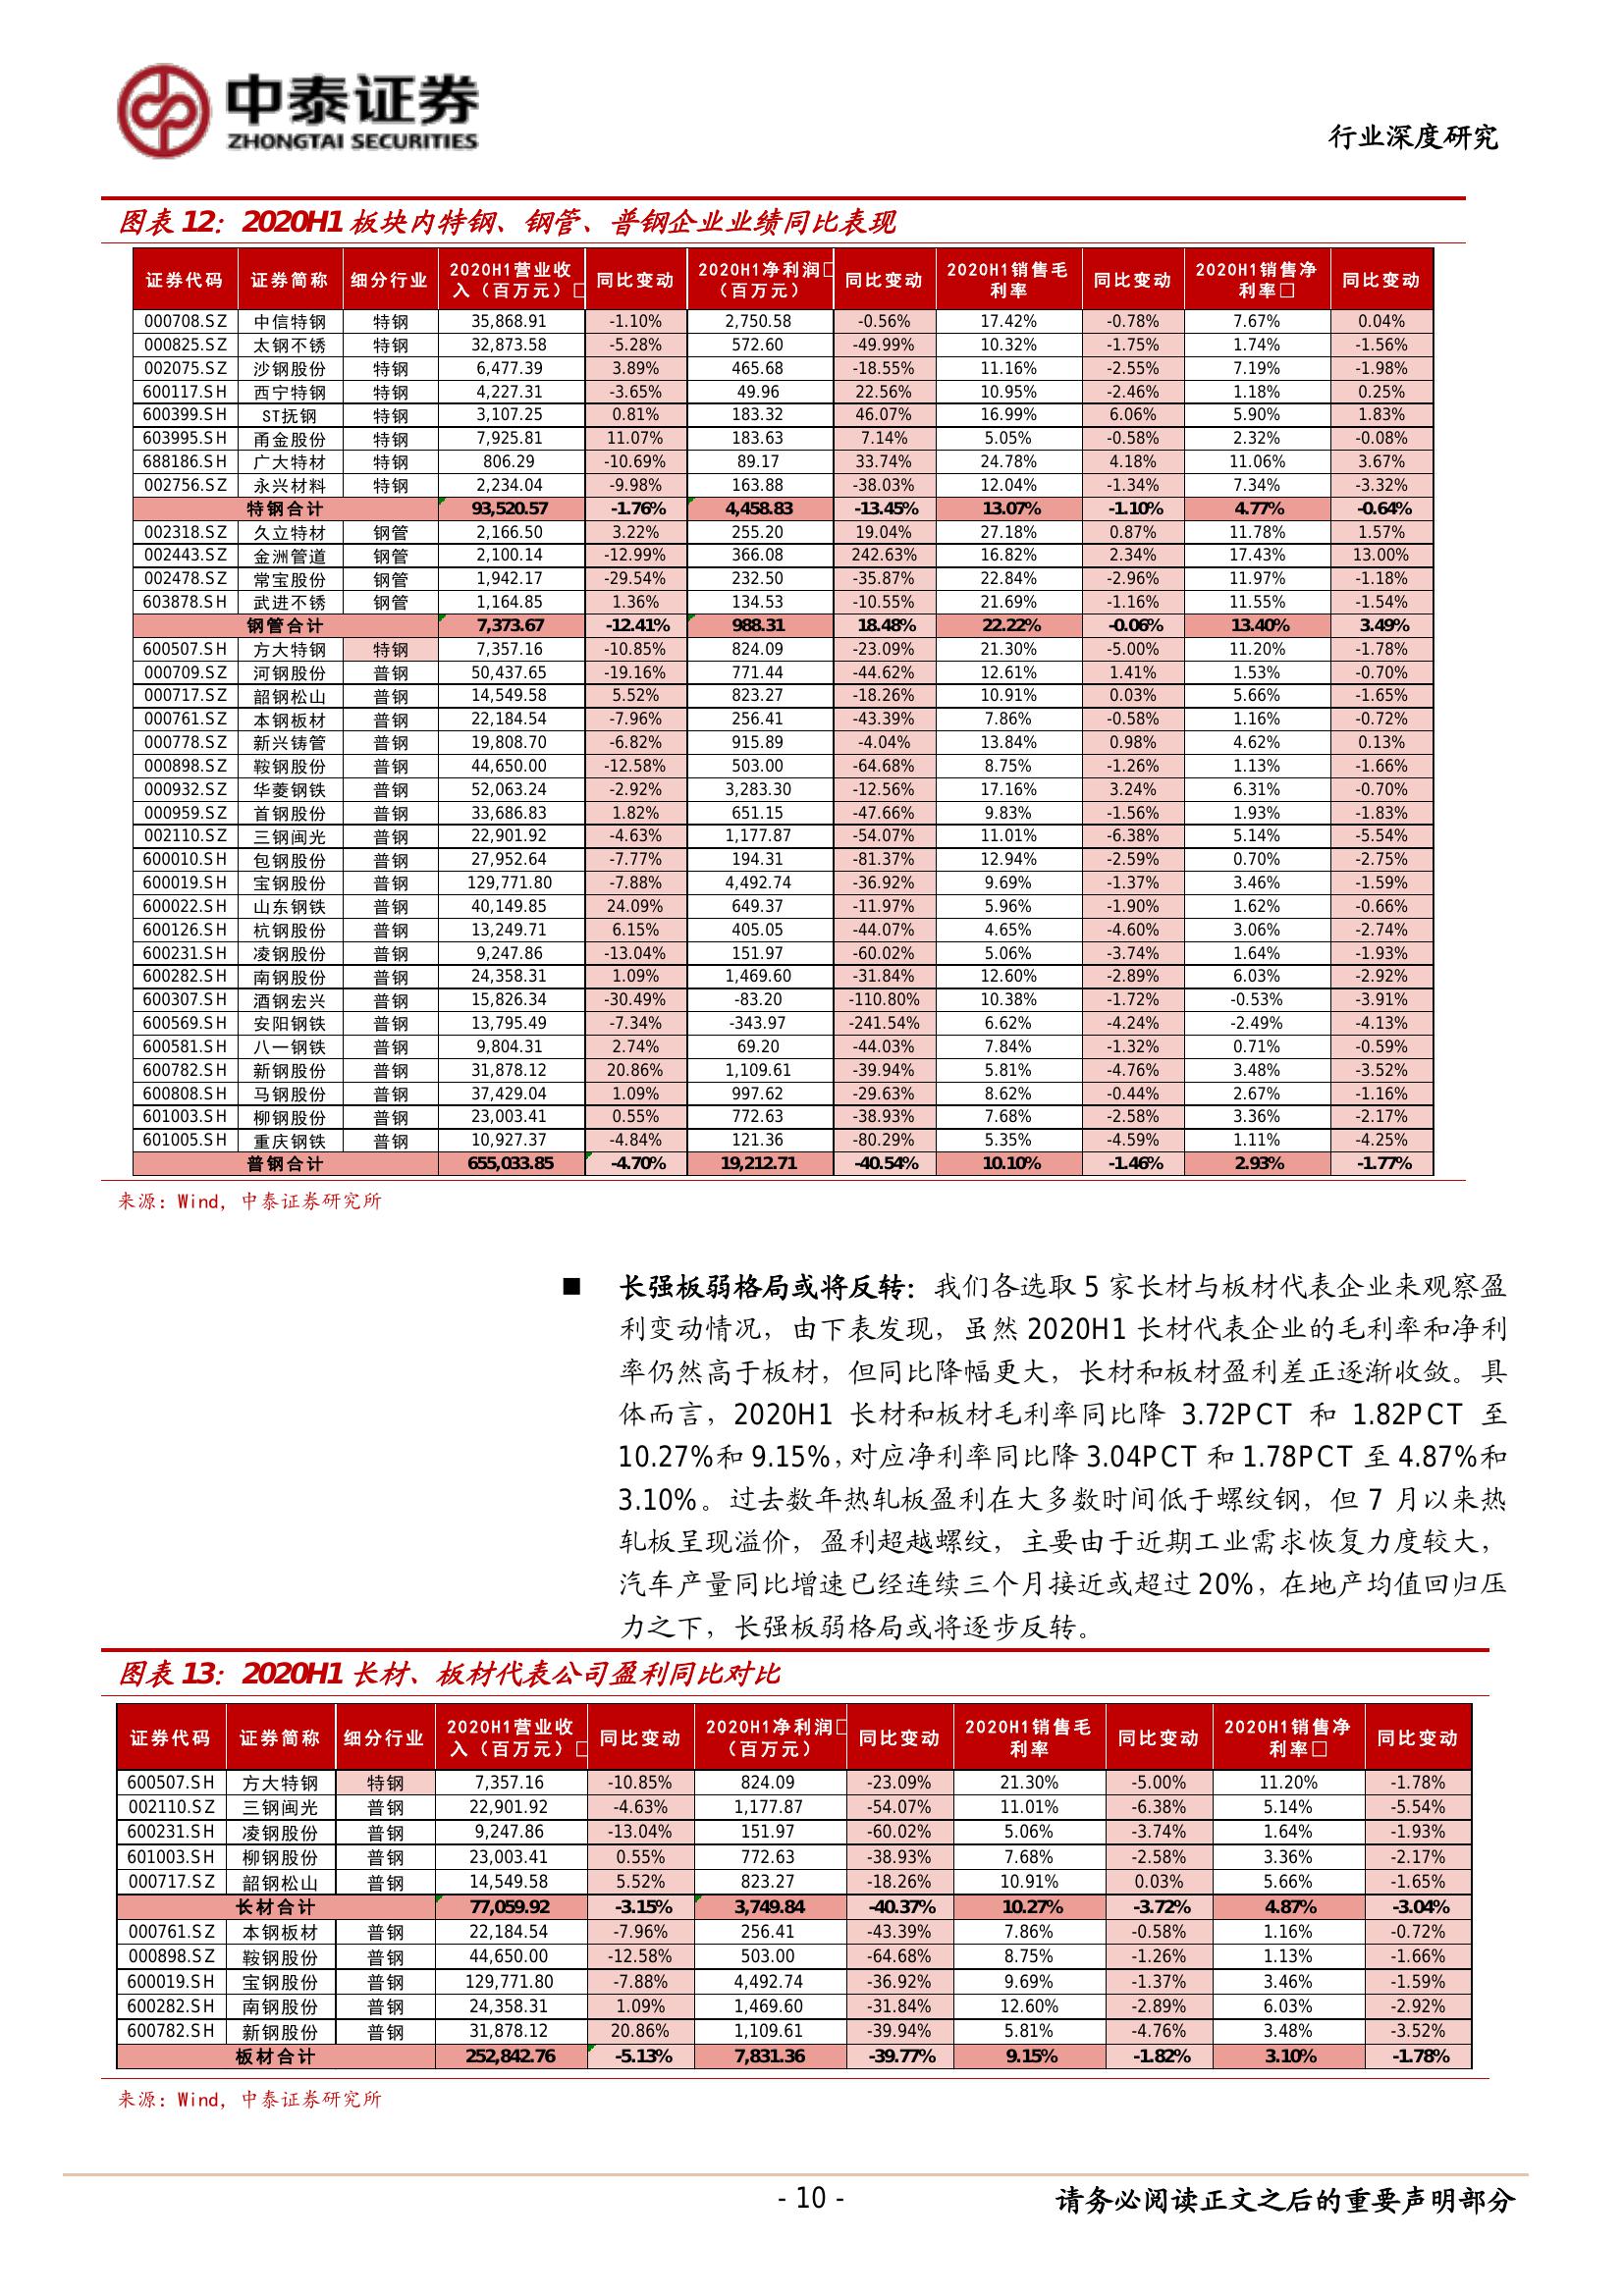 中泰证券
ZHONGTAI SECURITIES
行业深度研究
图表 12：2020H1 板块内特钢、钢管、普钢企业业绩同比表现
证券代码 证券简称 细分行业 2020H1营业收入（百万元）□ 同比变动 2020H1净利润□（百万元） 同比变动 2020H1销售毛利率 同比变动 2020H1销售净利率□ 同比变动
000708.SZ 中信特钢 特钢 35,868.91 -1.10% 2,750.58 -0.56% 17.42% -0.78% 7.67% 0.04%
000825.SZ 太钢不锈 特钢 32,873.58 -5.28% 572.60 -49.99% 10.32% -1.75% 1.74% -1.56%
002075.SZ 沙钢股份 特钢 6,477.39 3.89% 465.68 -18.55% 11.16% -2.55% 7.19% -1.98%
600117.SH 西宁特钢 特钢 4,227.31 -3.65% 49.96 22.56% 10.95% -2.46% 1.18% 0.25%
600399.SH ST抚钢 特钢 3,107.25 0.81% 183.32 46.07% 16.99% 6.06% 5.90% 1.83%
603995.SH 甬金股份 特钢 7,925.81 11.07% 183.63 7.14% 5.05% -0.58% 2.32% -0.08%
688186.SH 广大特材 特钢 806.29 -10.69% 89.17 33.74% 24.78% 4.18% 11.06% 3.67%
002756.SZ 永兴材料 特钢 2,234.04 -9.98% 163.88 -38.03% 12.04% -1.34% 7.34% -3.32%
特钢合计 93,520.57 -1.76% 4,458.83 -13.45% 13.07% -1.10% 4.77% -0.64%
002318.SZ 久立特材 钢管 2,166.50 3.22% 255.20 19.04% 27.18% 0.87% 11.78% 1.57%
002443.SZ 金洲管道 钢管 2,100.14 -12.99% 366.08 242.63% 16.82% 2.34% 17.43% 13.00%
002478.SZ 常宝股份 钢管 1,942.17 -29.54% 232.50 -35.87% 22.84% -2.96% 11.97% -1.18%
603878.SH 武进不锈 钢管 1,164.85 1.36% 134.53 -10.55% 21.69% -1.16% 11.55% -1.54%
钢管合计 7,373.67 -12.41% 988.31 18.48% 22.22% -0.06% 13.40% 3.49%
600507.SH 方大特钢 特钢 7,357.16 -10.85% 824.09 -23.09% 21.30% -5.00% 11.20% -1.78%
000709.SZ 河钢股份 普钢 50,437.65 -19.16% 771.44 -44.62% 12.61% 1.41% 1.53% -0.70%
000717.SZ 韶钢松山 普钢 14,549.58 5.52% 823.27 -18.26% 10.91% 0.03% 5.66% -1.65%
000761.SZ 本钢板材 普钢 22,184.54 -7.96% 256.41 -43.39% 7.86% -0.58% 1.16% -0.72%
000778.SZ 新兴铸管 普钢 19,808.70 -6.82% 915.89 -4.04% 13.84% 0.98% 4.62% 0.13%
000898.SZ 鞍钢股份 普钢 44,650.00 -12.58% 503.00 -64.68% 8.75% -1.26% 1.13% -1.66%
000932.SZ 华菱钢铁 普钢 52,063.24 -2.92% 3,283.30 -12.56% 17.16% 3.24% 6.31% -0.70%
000959.SZ 首钢股份 普钢 33,686.83 1.82% 651.15 -47.66% 9.83% -1.56% 1.93% -1.83%
002110.SZ 三钢闽光 普钢 22,901.92 -4.63% 1,177.87 -54.07% 11.01% -6.38% 5.14% -5.54%
600010.SH 包钢股份 普钢 27,952.64 -7.77% 194.31 -81.37% 12.94% -2.59% 0.70% -2.75%
600019.SH 宝钢股份 普钢 129,771.80 -7.88% 4,492.74 -36.92% 9.69% -1.37% 3.46% -1.59%
600022.SH 山东钢铁 普钢 40,149.85 24.09% 649.37 -11.97% 5.96% -1.90% 1.62% -0.66%
600126.SH 杭钢股份 普钢 13,249.71 6.15% 405.05 -44.07% 4.65% -4.60% 3.06% -2.74%
600231.SH 凌钢股份 普钢 9,247.86 -13.04% 151.97 -60.02% 5.06% -3.74% 1.64% -1.93%
600282.SH 南钢股份 普钢 24,358.31 1.09% 1,469.60 -31.84% 12.60% -2.89% 6.03% -2.92%
600307.SH 酒钢宏兴 普钢 15,826.34 -30.49% -83.20 -110.80% 10.38% -1.72% -0.53% -3.91%
600569.SH 安阳钢铁 普钢 13,795.49 -7.34% -343.97 -241.54% 6.62% -4.24% -2.49% -4.13%
600581.SH 八一钢铁 普钢 9,804.31 2.74% 69.20 -44.03% 7.84% -1.32% 0.71% -0.59%
600782.SH 新钢股份 普钢 31,878.12 20.86% 1,109.61 -39.94% 5.81% -4.76% 3.48% -3.52%
600808.SH 马钢股份 普钢 37,429.04 1.09% 997.62 -29.63% 8.62% -0.44% 2.67% -1.16%
601003.SH 柳钢股份 普钢 23,003.41 0.55% 772.63 -38.93% 7.68% -2.58% 3.36% -2.17%
601005.SH 重庆钢铁 普钢 10,927.37 -4.84% 121.36 -80.29% 5.35% -4.59% 1.11% -4.25%
普钢合计 655,033.85 -4.70% 19,212.71 -40.54% 10.10% -1.46% 2.93% -1.77%
来源：Wind，中泰证券研究所
■ 长强板弱格局或将反转：我们各选取 5 家长材与板材代表企业来观察盈
利变动情况，由下表发现，虽然 2020H1 长材代表企业的毛利率和净利
率仍然高于板材，但同比降幅更大，长材和板材盈利差正逐渐收敛。具
体而言，2020H1 长材和板材毛利率同比降 3.72PCT 和 1.82PCT 至
10.27%和 9.15%，对应净利率同比降 3.04PCT 和 1.78PCT 至 4.87%和
3.10%。过去数年热轧板盈利在大多数时间低于螺纹钢，但 7 月以来热
轧板呈现溢价，盈利超越螺纹，主要由于近期工业需求恢复力度较大，
汽车产量同比增速已经连续三个月接近或超过 20%，在地产均值回归压
力之下，长强板弱格局或将逐步反转。
图表 13：2020H1 长材、板材代表公司盈利同比对比
证券代码 证券简称 细分行业 2020H1营业收入（百万元）□ 同比变动 2020H1净利润□（百万元） 同比变动 2020H1销售毛利率 同比变动 2020H1销售净利率□ 同比变动
600507.SH 方大特钢 特钢 7,357.16 -10.85% 824.09 -23.09% 21.30% -5.00% 11.20% -1.78%
002110.SZ 三钢闽光 普钢 22,901.92 -4.63% 1,177.87 -54.07% 11.01% -6.38% 5.14% -5.54%
600231.SH 凌钢股份 普钢 9,247.86 -13.04% 151.97 -60.02% 5.06% -3.74% 1.64% -1.93%
601003.SH 柳钢股份 普钢 23,003.41 0.55% 772.63 -38.93% 7.68% -2.58% 3.36% -2.17%
000717.SZ 韶钢松山 普钢 14,549.58 5.52% 823.27 -18.26% 10.91% 0.03% 5.66% -1.65%
长材合计 77,059.92 -3.15% 3,749.84 -40.37% 10.27% -3.72% 4.87% -3.04%
000761.SZ 本钢板材 普钢 22,184.54 -7.96% 256.41 -43.39% 7.86% -0.58% 1.16% -0.72%
000898.SZ 鞍钢股份 普钢 44,650.00 -12.58% 503.00 -64.68% 8.75% -1.26% 1.13% -1.66%
600019.SH 宝钢股份 普钢 129,771.80 -7.88% 4,492.74 -36.92% 9.69% -1.37% 3.46% -1.59%
600282.SH 南钢股份 普钢 24,358.31 1.09% 1,469.60 -31.84% 12.60% -2.89% 6.03% -2.92%
600782.SH 新钢股份 普钢 31,878.12 20.86% 1,109.61 -39.94% 5.81% -4.76% 3.48% -3.52%
板材合计 252,842.76 -5.13% 7,831.36 -39.77% 9.15% -1.82% 3.10% -1.78%
来源：Wind，中泰证券研究所
- 10 -
请务必阅读正文之后的重要声明部分